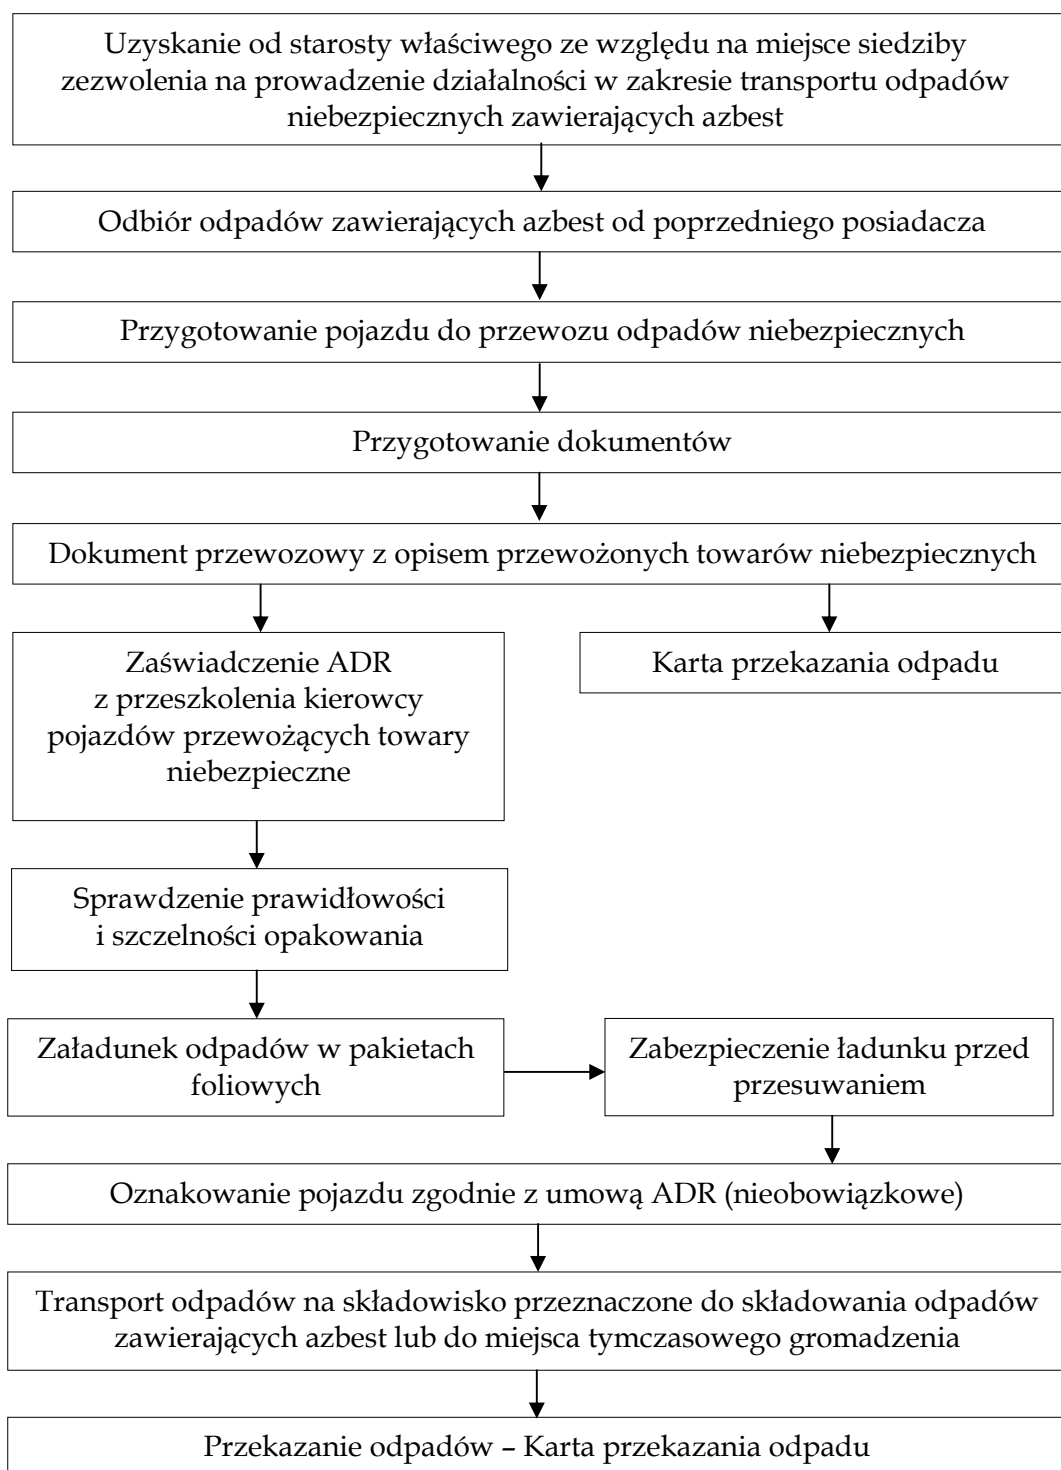 Uzyskanie od starosty właściwego ze względu na miejsce siedziby
zezwolenia na prowadzenie działalności w zakresie transportu odpadów
niebezpiecznych zawierających azbest
Odbiór odpadów zawierających azbest od poprzedniego posiadacza
Przygotowanie pojazdu do przewozu odpadów niebezpiecznych
Przygotowanie dokumentów
Dokument przewozowy z opisem przewożonych towarów niebezpiecznych
Zaświadczenie ADR
z przeszkolenia kierowcy
pojazdów przewożących towary
niebezpieczne
Karta przekazania odpadu
Sprawdzenie prawidłowości
i szczelności opakowania
Załadunek odpadów w pakietach
foliowych
Zabezpieczenie ładunku przed
przesuwaniem
Oznakowanie pojazdu zgodnie z umową ADR (nieobowiązkowe)
Transport odpadów na składowisko przeznaczone do składowania odpadów
zawierających azbest lub do miejsca tymczasowego gromadzenia
Przekazanie odpadów – Karta przekazania odpadu